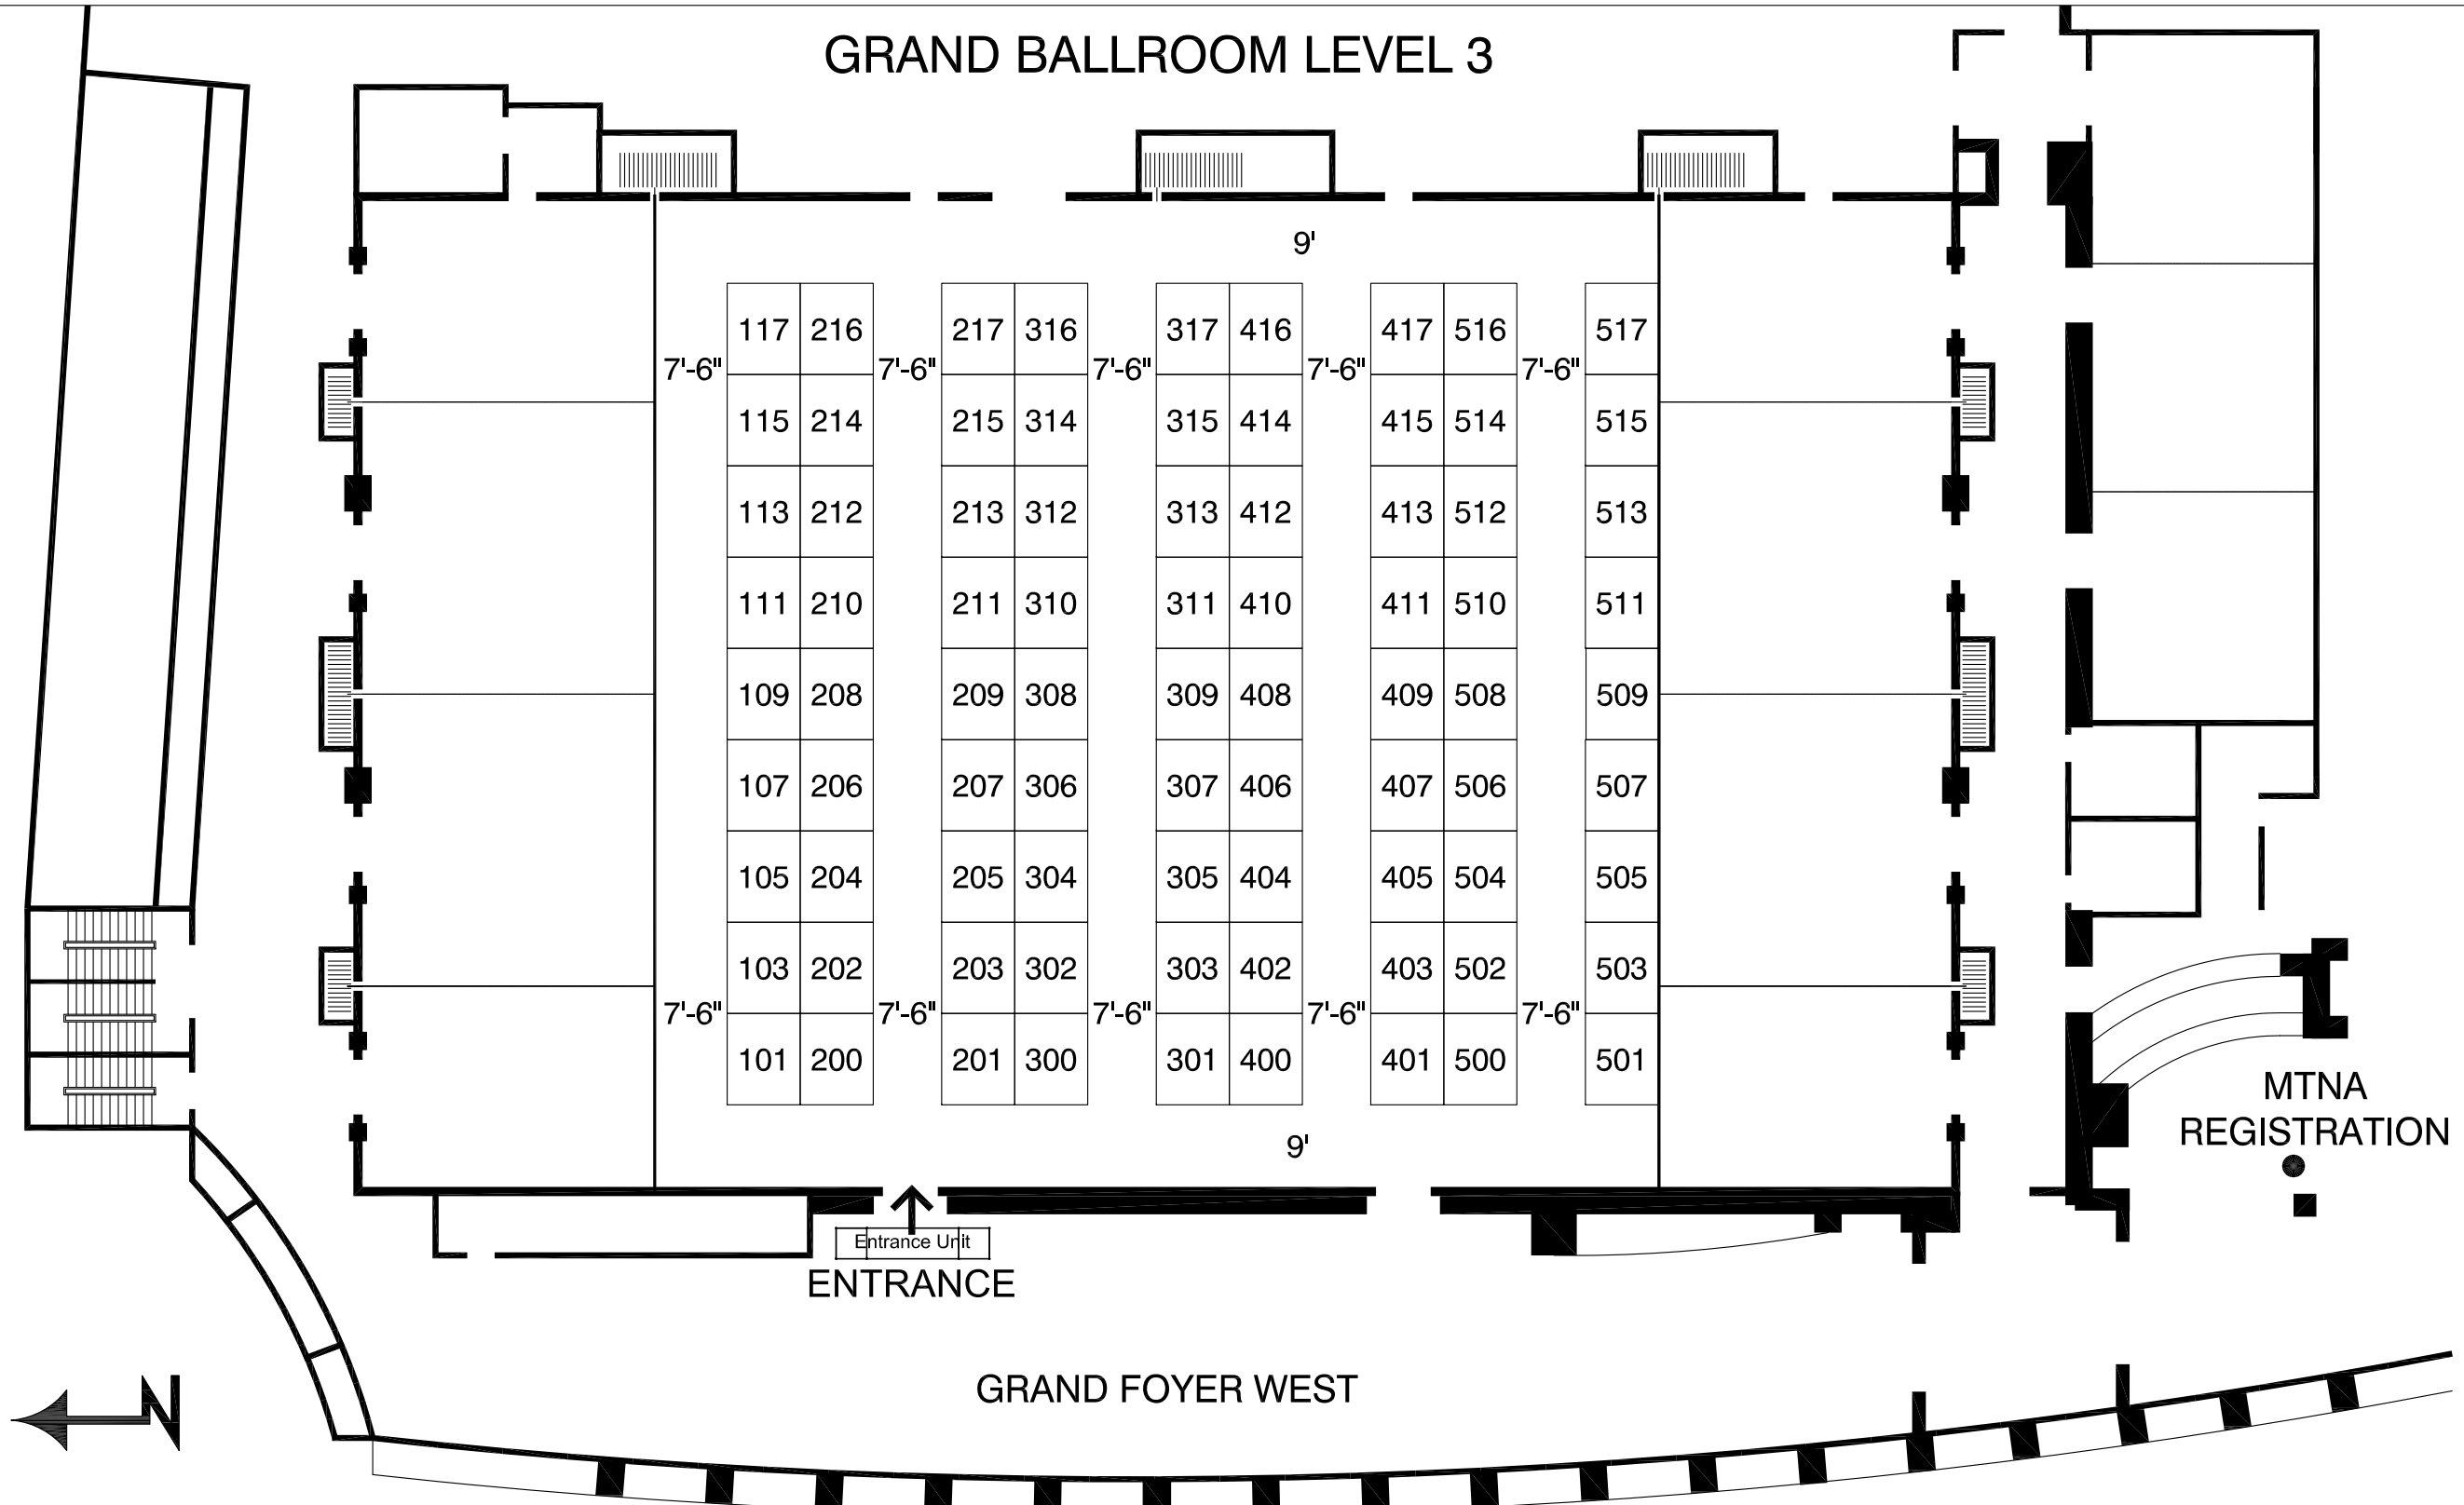 GRAND BALLROOM LEVEL 3
9'
117 216 217 316 317 416 417 516 517
7'-6" 7'-6" 7'-6" 7'-6" 7'-6"
115 214 215 314 315 414 415 514 515
113 212 213 312 313 412 413 512 513
111 210 211 310 311 410 411 510 511
109 208 209 308 309 408 409 508 509
107 206 207 306 307 406 407 506 507
105 204 205 304 305 404 405 504 505
103 202 203 302 303 402 403 502 503
7'-6" 7'-6" 7'-6" 7'-6" 7'-6"
101 200 201 300 301 400 401 500 501
MTNA
REGISTRATION
9'
Entrance Unit
ENTRANCE
GRAND FOYER WEST
N